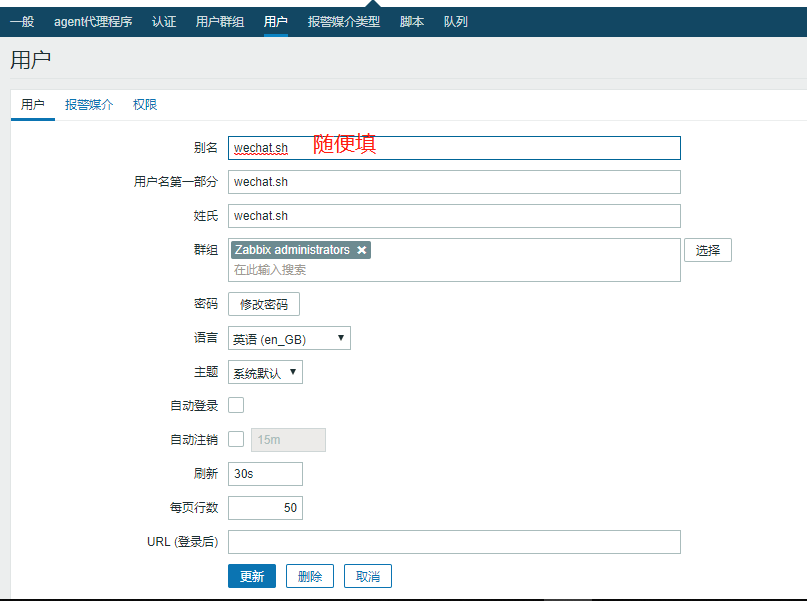 一般 agent代理程序 认证 用户群组 用户 报警媒介类型 脚本 队列
用户
用户 报警媒介 权限
别名 wechat.sh 随便填
用户名第一部分 wechat.sh
姓氏 wechat.sh
群组 Zabbix administrators ✖ 选择
在此输入搜索
密码 修改密码
语言 英语 (en_GB) ▼
主题 系统默认 ▼
自动登录
自动注销 15m
刷新 30s
每页行数 50
URL (登录后)
更新 删除 取消